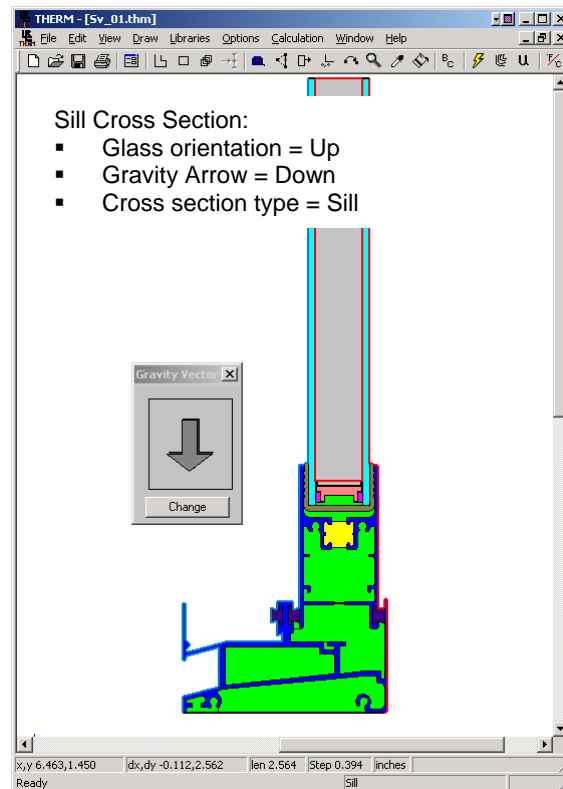 THERM - [Sv_01.thm]
File Edit View Draw Libraries Options Calculation Window Help
BC U F/C
Sill Cross Section:
▪ Glass orientation = Up
▪ Gravity Arrow = Down
▪ Cross section type = Sill
Gravity Vector
Change
x,y 6.463,1.450 dx,dy -0.112,2.562 len 2.564 Step 0.394 inches
Ready Sill